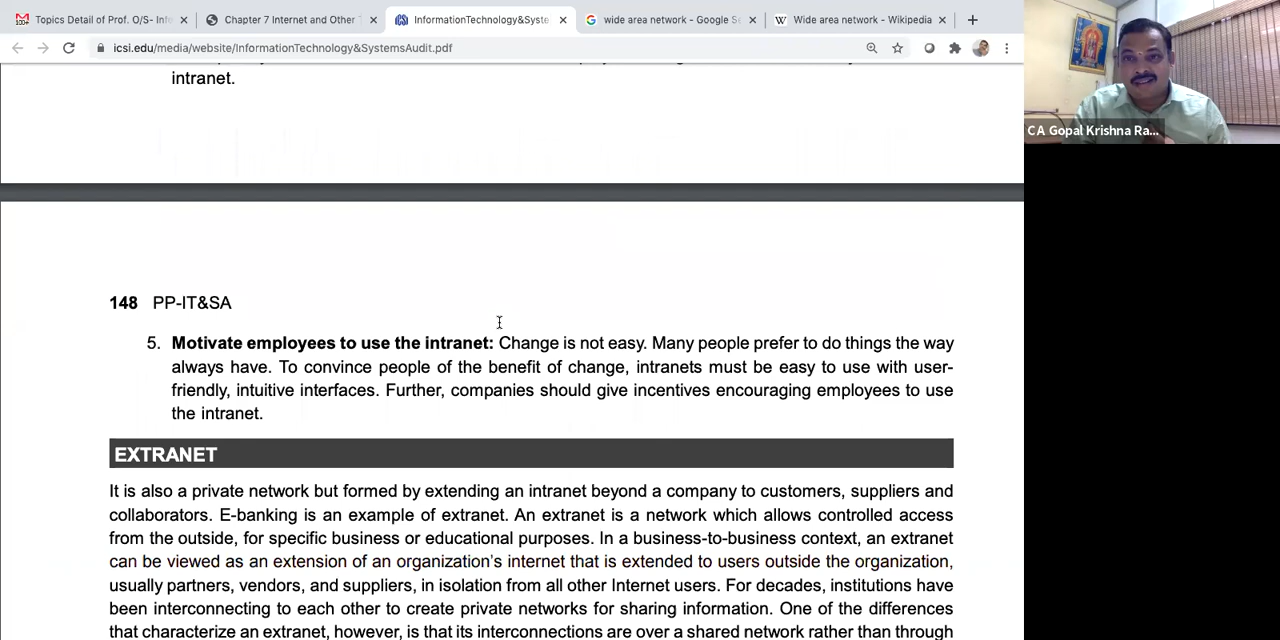 Topics Detail of Prof. O/S- Info
Chapter 7 Internet and Other T
InformationTechnology&Syste
wide area network - Google Se
Wide area network - Wikipedia
icsi.edu/media/website/InformationTechnology&SystemsAudit.pdf
intranet.
C A Gopal Krishna Ra...
148 PP-IT&SA
5. Motivate employees to use the intranet: Change is not easy. Many people prefer to do things the way
always have. To convince people of the benefit of change, intranets must be easy to use with user-
friendly, intuitive interfaces. Further, companies should give incentives encouraging employees to use
the intranet.
EXTRANET
It is also a private network but formed by extending an intranet beyond a company to customers, suppliers and
collaborators. E-banking is an example of extranet. An extranet is a network which allows controlled access
from the outside, for specific business or educational purposes. In a business-to-business context, an extranet
can be viewed as an extension of an organization's internet that is extended to users outside the organization,
usually partners, vendors, and suppliers, in isolation from all other Internet users. For decades, institutions have
been interconnecting to each other to create private networks for sharing information. One of the differences
that characterize an extranet, however, is that its interconnections are over a shared network rather than through